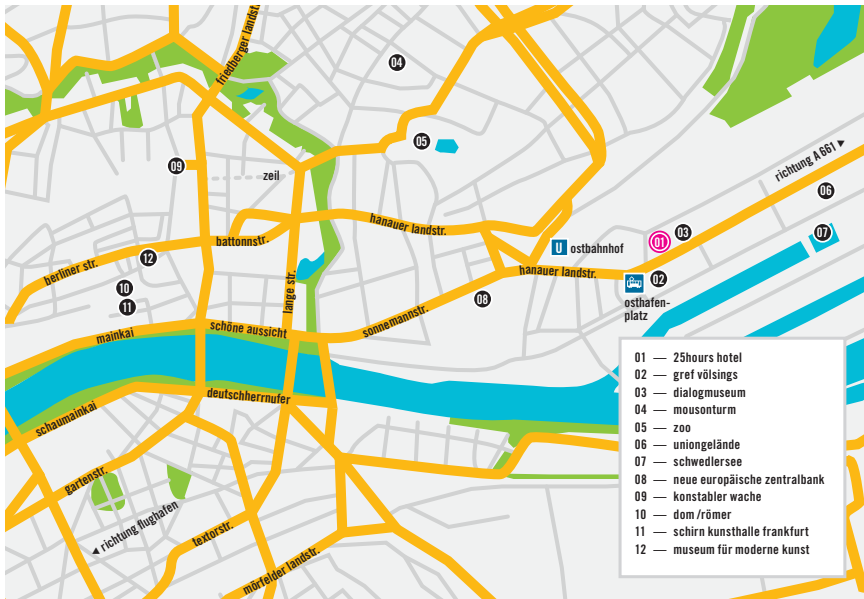 friedberger landstr.
04
05
richtung A 661
09
zeil
06
hanauer landstr.
01
03
07
battonnstr.
U ostbahnhof
12
berliner str.
hanauer landstr.
02
10
lange str.
08
11
osthafen-
platz
sonnemannstr.
schöne aussicht
mainkai
deutschherrnufer
schaumainkai
gartenstr.
richtung flughafen
textorstr.
mörfelder landstr.
01 — 25hours hotel
02 — gref völsings
03 — dialogmuseum
04 — mousonturm
05 — zoo
06 — uniongelände
07 — schwedlersee
08 — neue europäische zentralbank
09 — konstabler wache
10 — dom/römer
11 — schirn kunsthalle frankfurt
12 — museum für moderne kunst